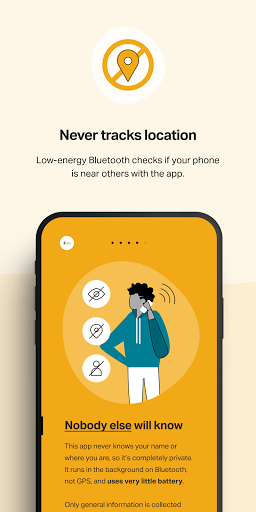 Never tracks location
Low-energy Bluetooth checks if your phone
is near others with the app.
Nobody else will know
This app never knows your name or
where you are, so it's completely private.
It runs in the background on Bluetooth,
not GPS, and uses very little battery.
Only general information is collected